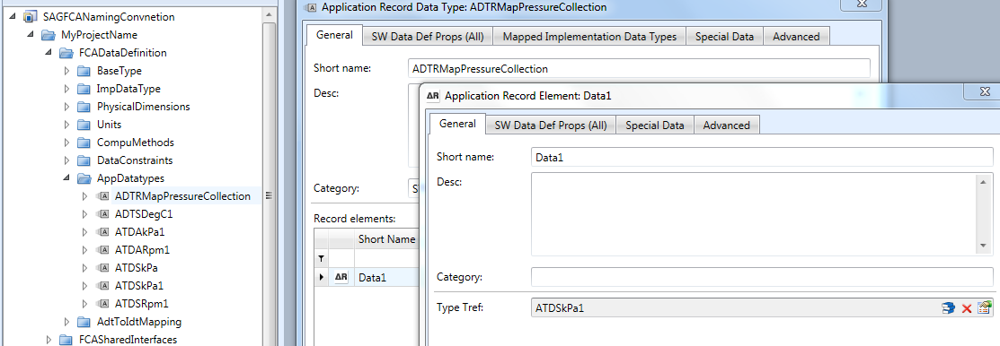 SAGFCANamingConvnetion
MyProjectName
FCADataDefinition
BaseType
ImpDataType
PhysicalDimensions
Units
CompuMethods
DataConstraints
AppDatatypes
ADTRMapPressureCollection
ADTSDegC1
ATDAkPa1
ATDARpm1
ATDSkPa
ATDSkPa1
ATDSRpm1
AdtToIdtMapping
FCASharedInterfaces
Application Record Data Type: ADTRMapPressureCollection
General SW Data Def Props (All) Mapped Implementation Data Types Special Data Advanced
Short name: ADTRMapPressureCollection
Desc:
Category: S
Record elements:
Short Name
ΔR Data1
ΔR Application Record Element: Data1
General SW Data Def Props (All) Special Data Advanced
Short name: Data1
Desc:
Category:
Type Tref: ATDSkPa1